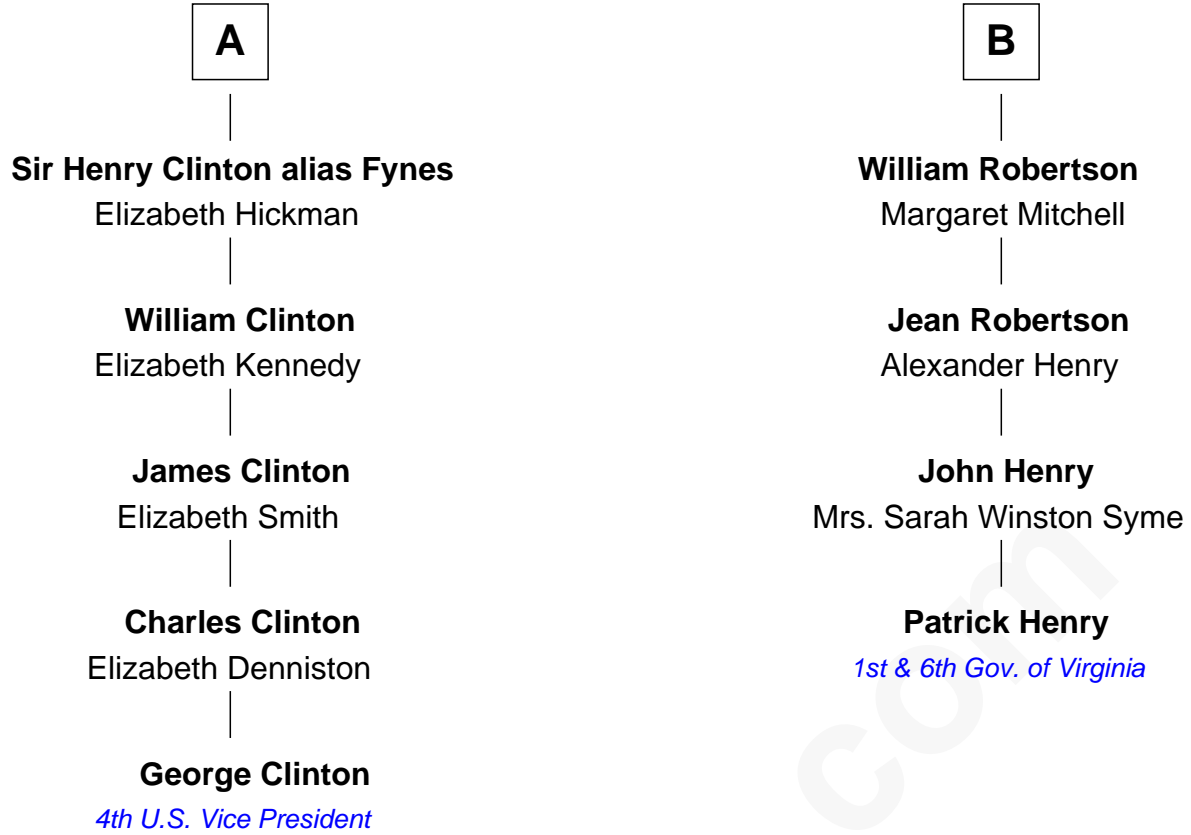 A
B
Sir Henry Clinton alias Fynes
Elizabeth Hickman
William Robertson
Margaret Mitchell
William Clinton
Elizabeth Kennedy
Jean Robertson
Alexander Henry
James Clinton
Elizabeth Smith
John Henry
Mrs. Sarah Winston Syme
Charles Clinton
Elizabeth Denniston
Patrick Henry
1st & 6th Gov. of Virginia
George Clinton
4th U.S. Vice President
com